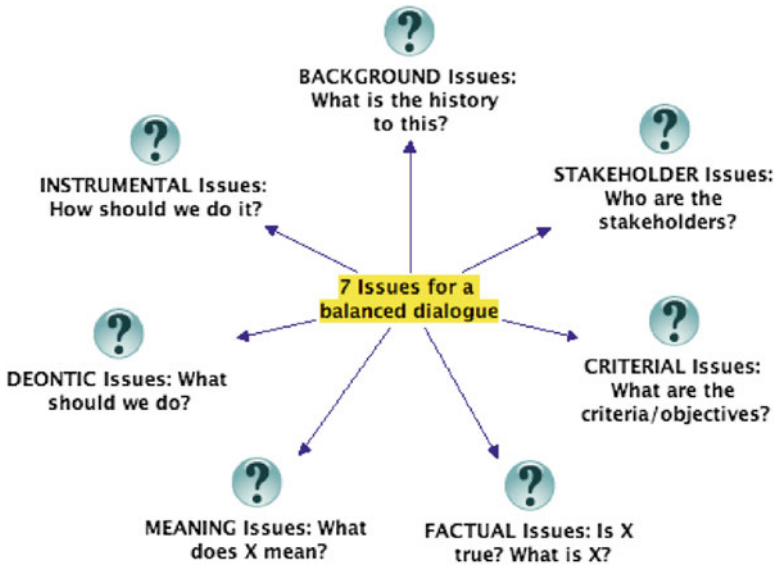 BACKGROUND Issues:
What is the history
to this?
STAKEHOLDER Issues:
Who are the
stakeholders?
INSTRUMENTAL Issues:
How should we do it?
7 Issues for a
balanced dialogue
CRITERIAL Issues:
What are the
criteria/objectives?
DEONTIC Issues: What
should we do?
MEANING Issues: What
does X mean?
FACTUAL Issues: Is X
true? What is X?